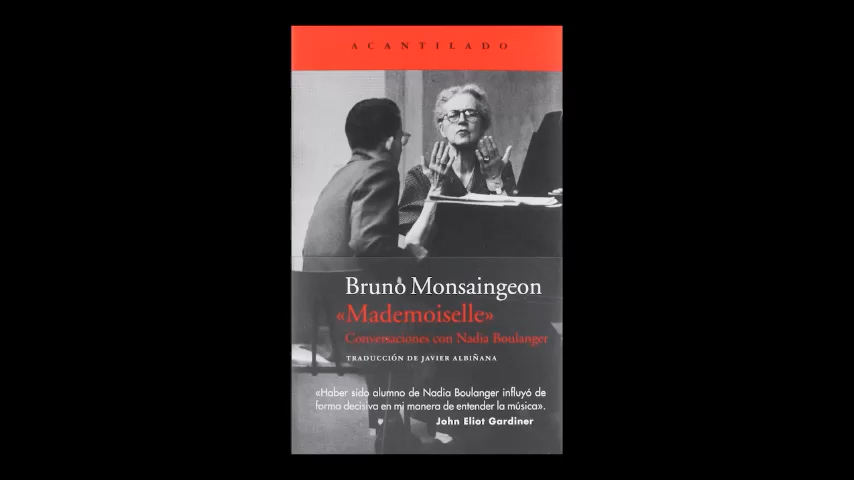 ACANTILADO
Bruno Monsaingeon
«Mademoiselle»
Conversaciones con Nadia Boulanger
TRADUCCIÓN DE JAVIER ALBIÑANA
«Haber sido alumno de Nadia Boulanger influyó de
forma decisiva en mi manera de entender la música».
John Eliot Gardiner